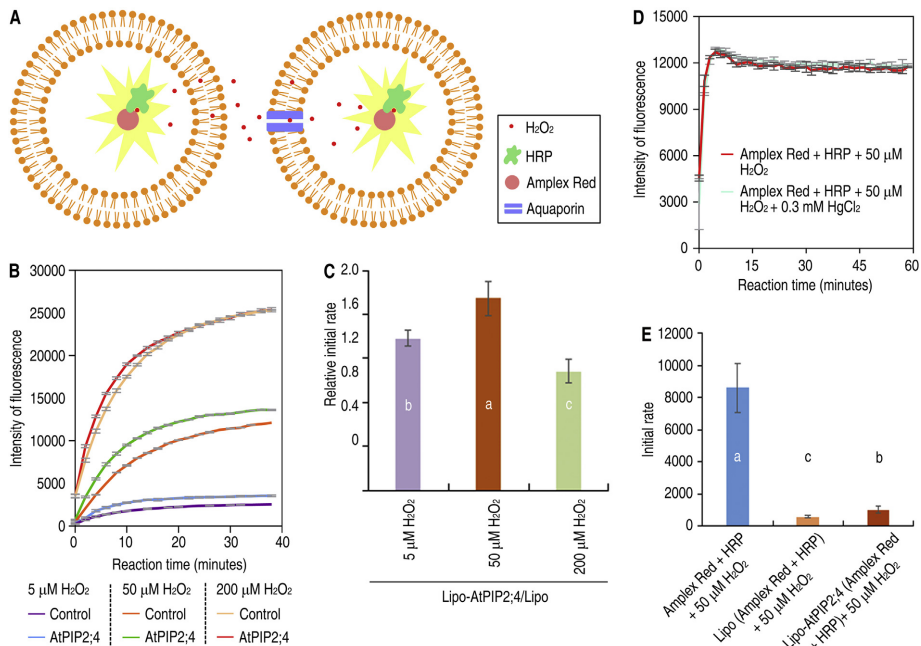 A
H2O2
HRP
Amplex Red
Aquaporin
B
Intensity of fluorescence
30000
25000
20000
15000
10000
5000
0
0
10
20
30
40
Reaction time (minutes)
5 μM H2O2
50 μM H2O2
200 μM H2O2
Control
Control
Control
AtPIP2;4
AtPIP2;4
AtPIP2;4
C
Relative initial rate
2.0
1.6
1.2
0.4
0
b
a
c
5 μM H2O2
50 μM H2O2
200 μM H2O2
Lipo-AtPIP2;4/Lipo
D
Intensity of fluorescence
15000
12000
9000
6000
3000
0
Amplex Red + HRP + 50 μM
H2O2
Amplex Red + HRP + 50 μM
H2O2 + 0.3 mM HgCl2
0
15
30
45
60
Reaction time (minutes)
E
Initial rate
12000
10000
8000
6000
4000
2000
0
a
c
b
Amplex Red + HRP
+ 50 μM H2O2
Lipo (Amplex Red + HRP)
+ 50 μM H2O2
Lipo-AtPIP2;4 (Amplex Red
+ HRP)+ 50 μM H2O2